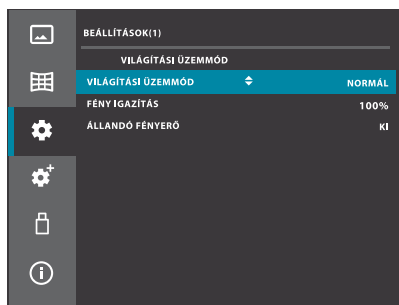 BEÁLLÍTÁSOK(1)
VILÁGÍTÁSI ÜZEMMÓD
VILÁGÍTÁSI ÜZEMMÓD NORMÁL
FÉNY IGAZÍTÁS 100%
ÁLLANDÓ FÉNYERŐ KI